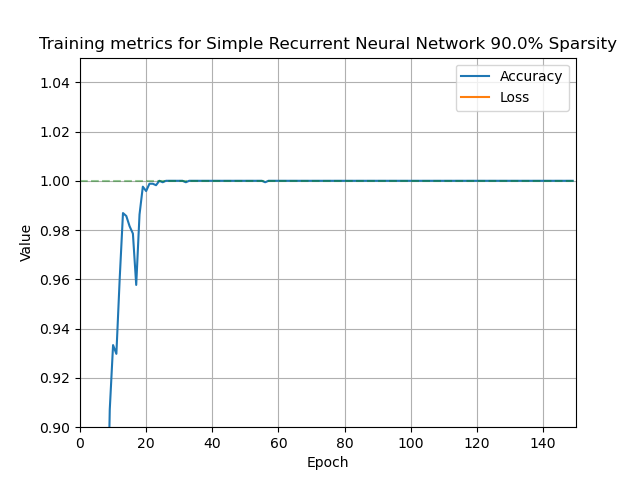 Training metrics for Simple Recurrent Neural Network 90.0% Sparsity
Accuracy
Loss
1.04
1.02
1.00
0.98
0.96
0.94
0.92
0.90
Value
0 20 40 60 80 100 120 140
Epoch